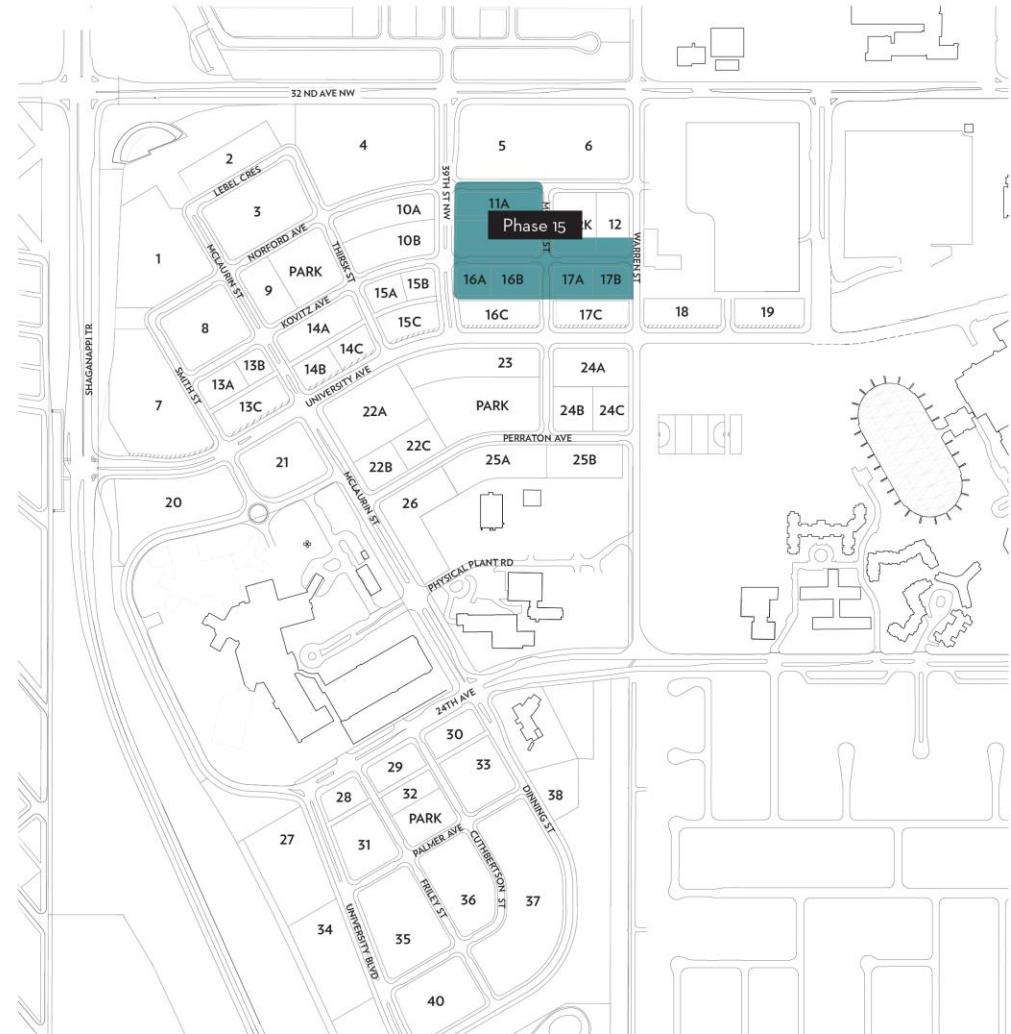 32 ND AVE NW
4
5
6
2
LEBEL CRES
39TH ST NW
3
10A
11A
Phase 15
12
NORFORD AVE
10B
WARREN ST
1
MCLAURIN ST
THIRSK ST
PARK
9
15A
15B
16A
16B
17A
17B
KOVITZ AVE
8
14A
15C
16C
17C
18
19
SHAGANAPPI TR
14C
13B
14B
23
24A
SMITH ST
13A
UNIVERSITY AVE
7
13C
22A
PARK
24B
24C
PERRATON AVE
22C
21
22B
25A
25B
20
MCLAURIN ST
26
PHYSICAL PLANT RD
24TH AVE
30
29
33
28
32
38
DINNING ST
PARK
27
31
PALMER AVE
CUTHBERTSON ST
36
37
FRILEY ST
34
UNIVERSITY BLVD
35
40